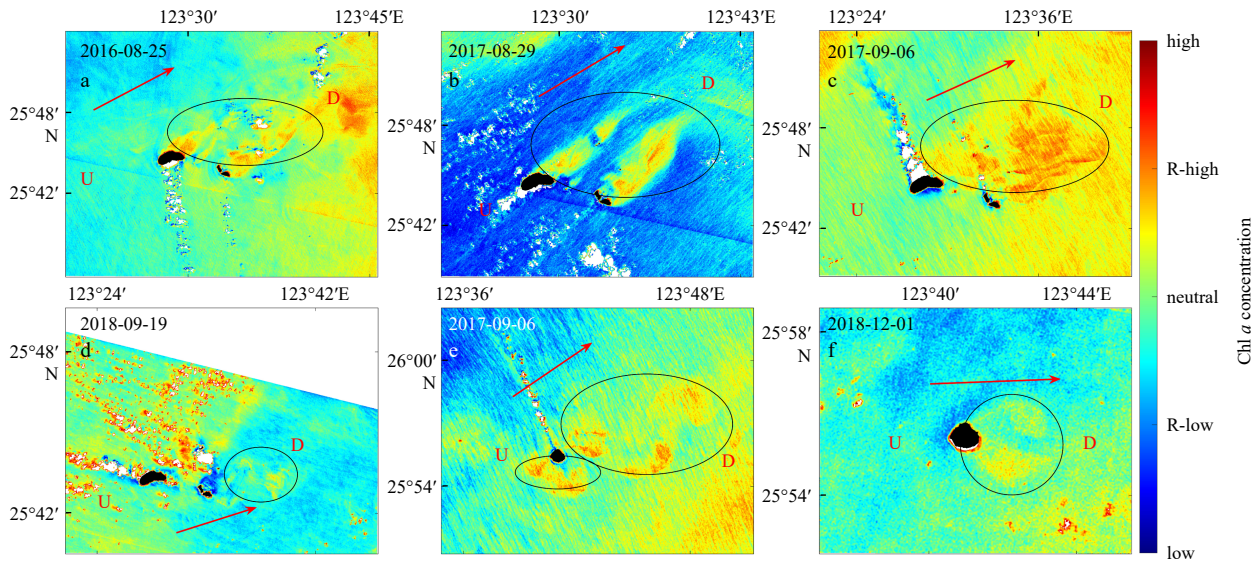 123°30′ 123°45′E
2016-08-25
a
25°48′
N
D
25°42′
U
123°30′ 123°43′E
2017-08-29
b
25°48′
N
D
25°42′
U
123°24′ 123°36′E
2017-09-06
c
25°48′
N
D
25°42′
U
123°24′ 123°42′E
2018-09-19
d
25°48′
N
D
U
25°42′
123°36′ 123°48′E
2017-09-06
e
26°00′
N
U
D
25°54′
123°40′ 123°44′E
2018-12-01
f
25°58′
N
U
D
25°54′
high
R-high
neutral
R-low
low
Chl a concentration